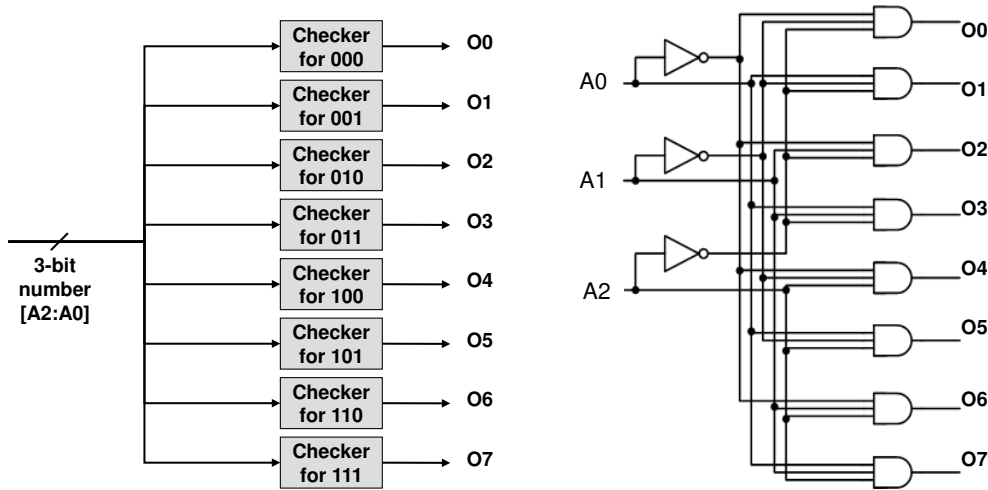 Checker
for 000
O0
Checker
for 001
O1
Checker
for 010
O2
Checker
for 011
O3
3-bit
number
[A2:A0]
Checker
for 100
O4
Checker
for 101
O5
Checker
for 110
O6
Checker
for 111
O7
A0
A1
A2
O0
O1
O2
O3
O4
O5
O6
O7